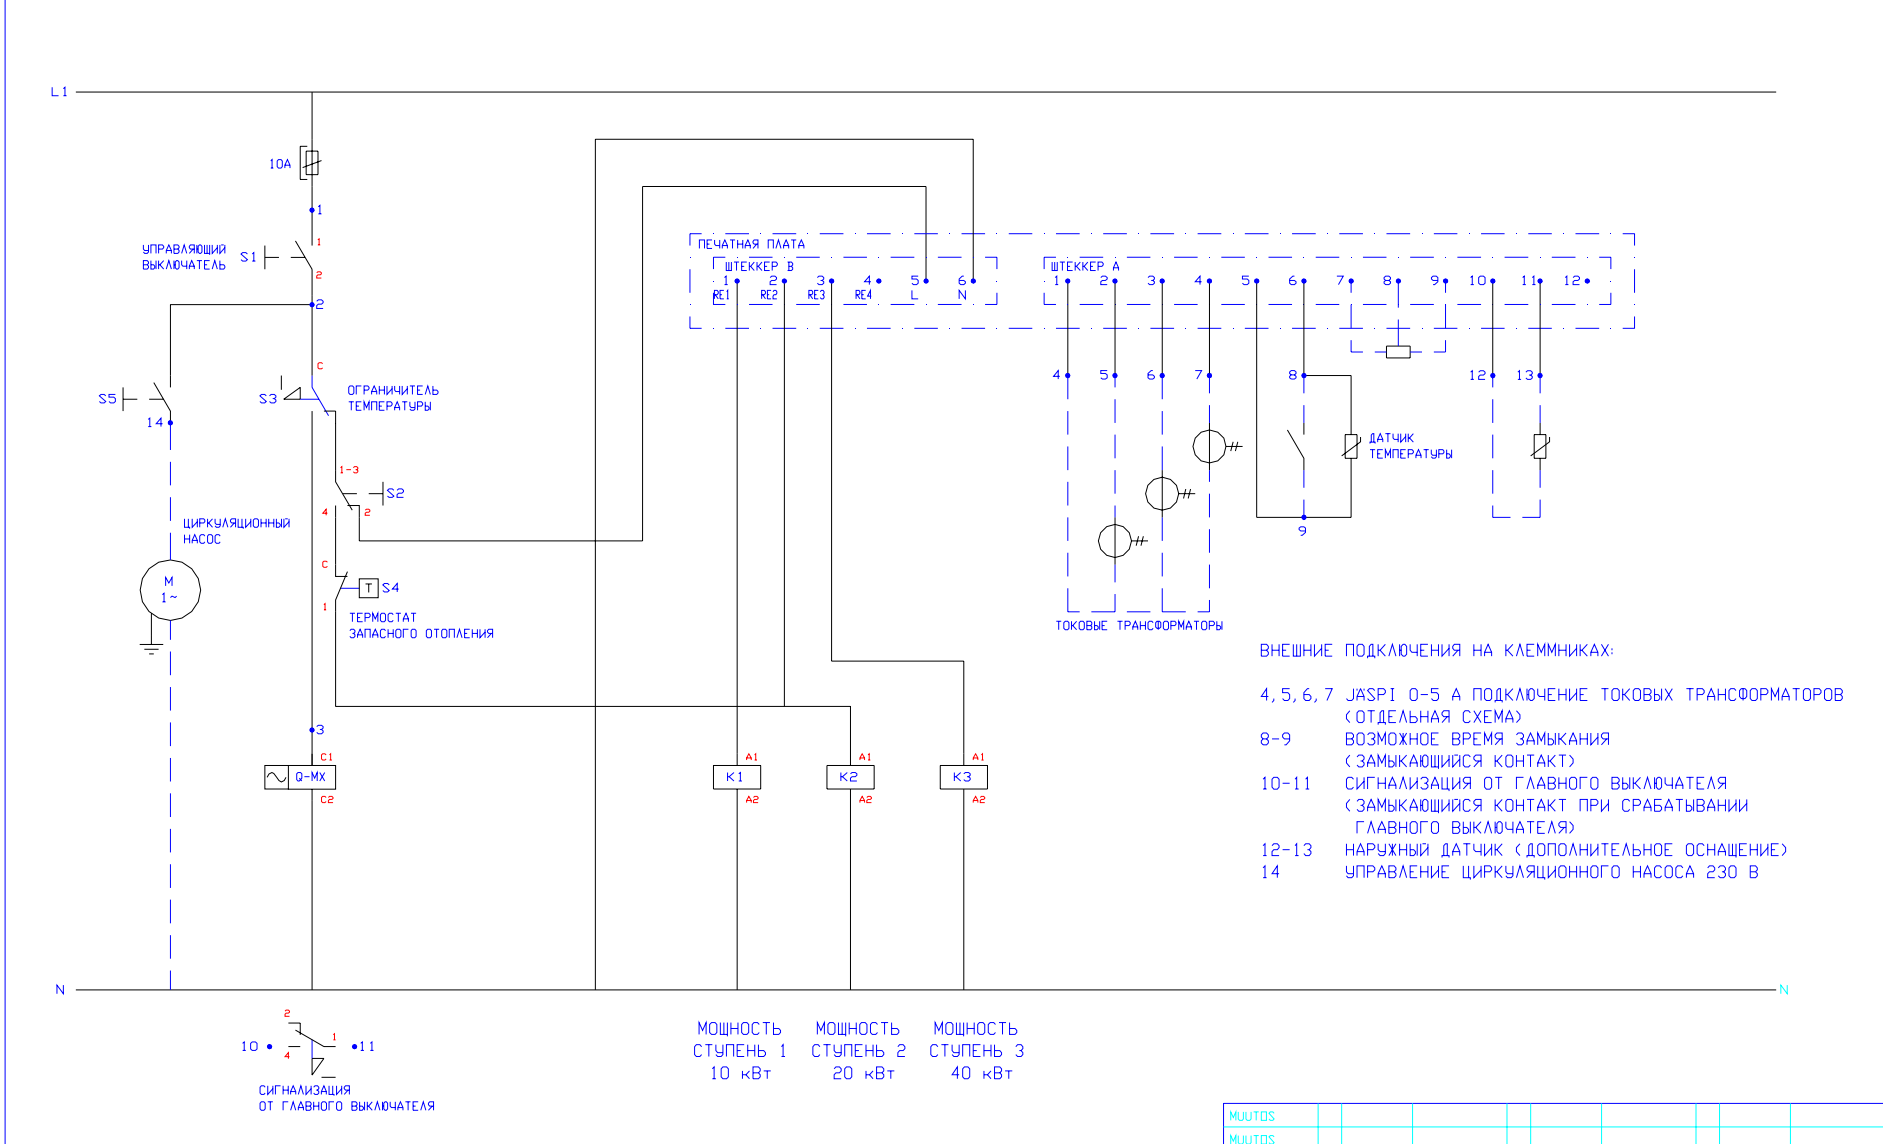 L1
10A
1
УПРАВЛЯЮЩИЙ
ВЫКЛЮЧАТЕЛЬ
S1
1
2
2
ПЕЧАТНАЯ ПЛАТА
ШТЕККЕР B
1 2 3 4 5 6
RE1 RE2 RE3 RE4 L N
ШТЕККЕР A
1 2 3 4 5 6 7 8 9 10 11 12
C
S3
ОГРАНИЧИТЕЛЬ
ТЕМПЕРАТУРЫ
S5
14
4 5 6 7 8 12 13
ДАТЧИК
ТЕМПЕРАТУРЫ
1-3
S2
4 2
9
ЦИРКУЛЯЦИОННЫЙ
НАСОС
M
1~
C
T S4
1
ТЕРМОСТАТ
ЗАПАСНОГО ОТОПЛЕНИЯ
ТОКОВЫЕ ТРАНСФОРМАТОРЫ
ВНЕШНИЕ ПОДКЛЮЧЕНИЯ НА КЛЕММНИКАХ:
4,5,6,7 JÄSPI 0-5 A ПОДКЛЮЧЕНИЕ ТОКОВЫХ ТРАНСФОРМАТОРОВ
(ОТДЕЛЬНАЯ СХЕМА)
8-9 ВОЗМОЖНОЕ ВРЕМЯ ЗАМЫКАНИЯ
(ЗАМЫКАЮЩИЙСЯ КОНТАКТ)
10-11 СИГНАЛИЗАЦИЯ ОТ ГЛАВНОГО ВЫКЛЮЧАТЕЛЯ
(ЗАМЫКАЮЩИЙСЯ КОНТАКТ ПРИ СРАБАТЫВАНИИ
ГЛАВНОГО ВЫКЛЮЧАТЕЛЯ)
12-13 НАРУЖНЫЙ ДАТЧИК (ДОПОЛНИТЕЛЬНОЕ ОСНАЩЕНИЕ)
14 УПРАВЛЕНИЕ ЦИРКУЛЯЦИОННОГО НАСОСА 230 В
3
C1
Q-MX
C2
A1 A1 A1
K1 K2 K3
A2 A2 A2
N
N
2
1
10 11
4
СИГНАЛИЗАЦИЯ
ОТ ГЛАВНОГО ВЫКЛЮЧАТЕЛЯ
МОЩНОСТЬ МОЩНОСТЬ МОЩНОСТЬ
СТУПЕНЬ 1 СТУПЕНЬ 2 СТУПЕНЬ 3
10 кВт 20 кВт 40 кВт
MUUTOS
MUUTOS